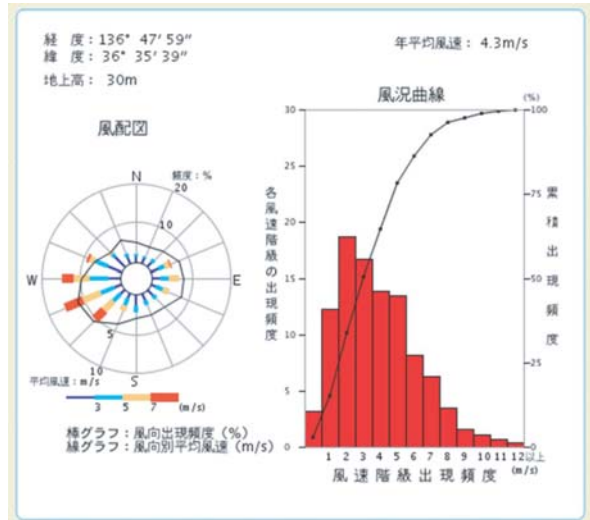 経 度：136° 47′ 59″
緯 度：36° 35′ 39″
地上高： 30m
年平均風速： 4.3m/s
風配図
頻度：%
N
20
10
W
E
5
10
S
平均風速：m/s
3 5 7 (m/s)
棒グラフ：風向出現頻度（%）
線グラフ：風向別平均風速（m/s）
風況曲線
(%)
30
25
20
15
10
5
0
各風速階級の出現頻度
100
75
50
25
0
累積出現頻度
1 2 3 4 5 6 7 8 9 10 11 12以上
(m/s)
風速階級出現頻度